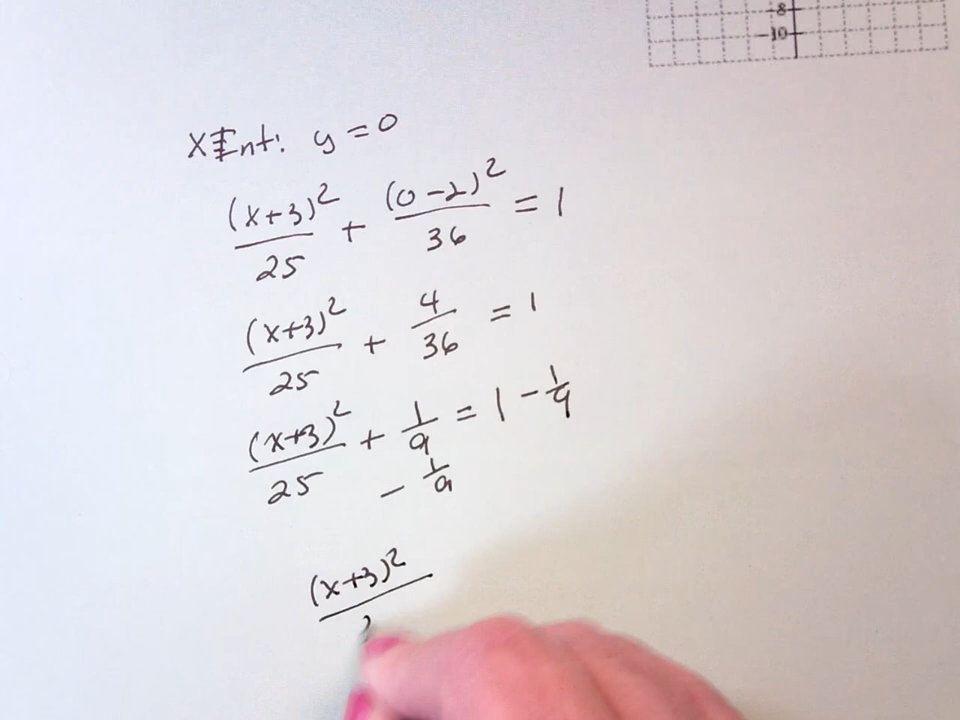 -8
-10
X Int: y = 0
(x+3)²/25 + (0-2)²/36 = 1
(x+3)²/25 + 4/36 = 1
(x+3)²/25 + 1/9 = 1 - 1/9
- 1/9
(x+3)²/